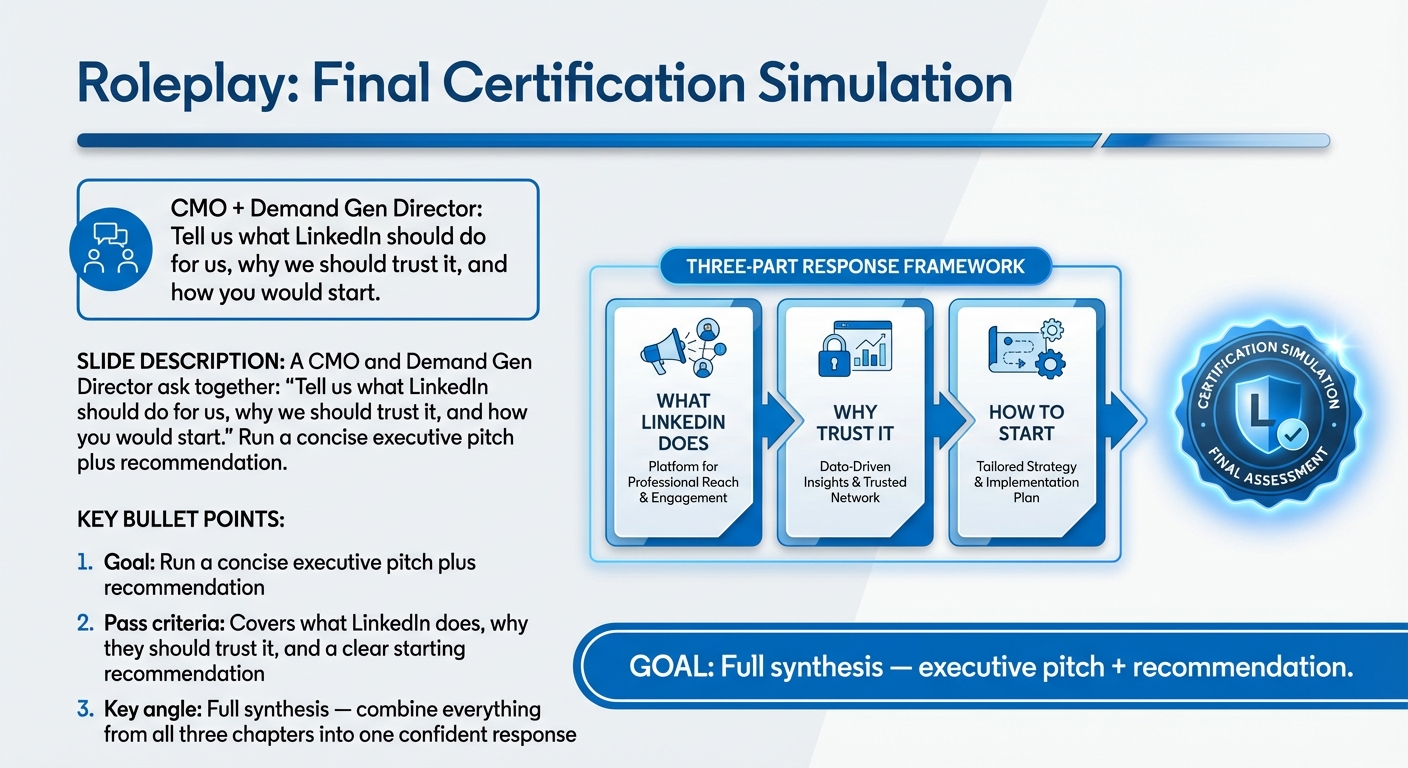 Roleplay: Final Certification Simulation
CMO + Demand Gen Director:
Tell us what LinkedIn should do
for us, why we should trust it, and
how you would start.
SLIDE DESCRIPTION: A CMO and Demand Gen
Director ask together: “Tell us what LinkedIn
should do for us, why we should trust it, and how
you would start.” Run a concise executive pitch
plus recommendation.
KEY BULLET POINTS:
1. Goal: Run a concise executive pitch plus
recommendation
2. Pass criteria: Covers what LinkedIn does, why
they should trust it, and a clear starting
recommendation
3. Key angle: Full synthesis — combine everything
from all three chapters into one confident response
THREE-PART RESPONSE FRAMEWORK
WHAT
LINKEDIN
DOES
Platform for
Professional Reach
& Engagement
WHY
TRUST IT
Dato-Driven
Insights & Trusted
Network
HOW TO
START
Tailored Strategy
& Implementation
Plan
CERTIFICATION SIMULATION
L
FINAL ASSESSMENT
GOAL: Full synthesis — executive pitch + recommendation.